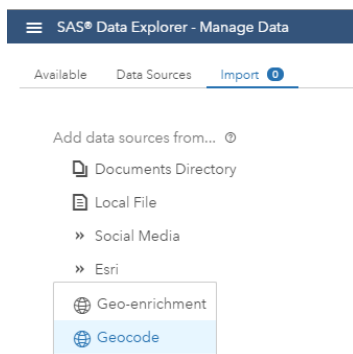 SAS® Data Explorer - Manage Data
Available Data Sources Import 0
Add data sources from...
Documents Directory
Local File
Social Media
Esri
Geo-enrichment
Geocode